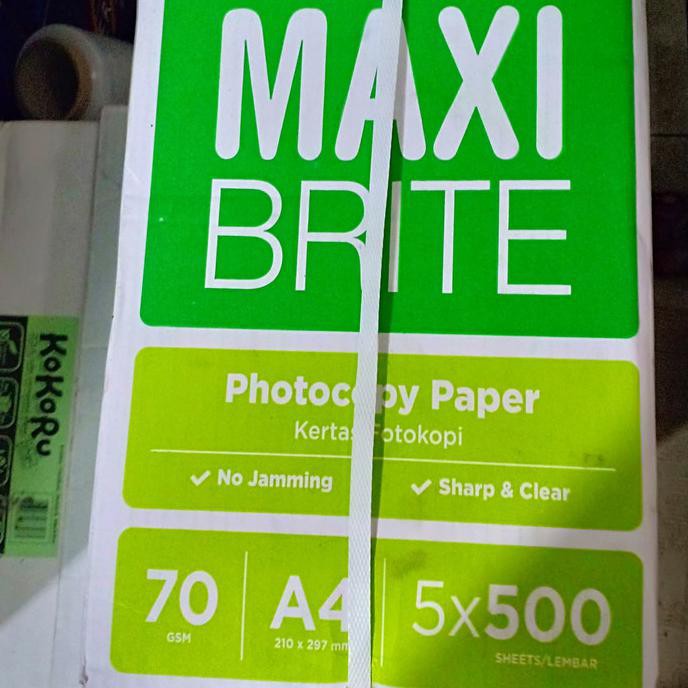 MAXI
BRITE
Photocopy Paper
Kertas Fotokopi
✓ No Jamming
✓ Sharp & Clear
70
GSM
A4
210 x 297 mm
5x500
SHEETS/LEMBAR
KoKoRu